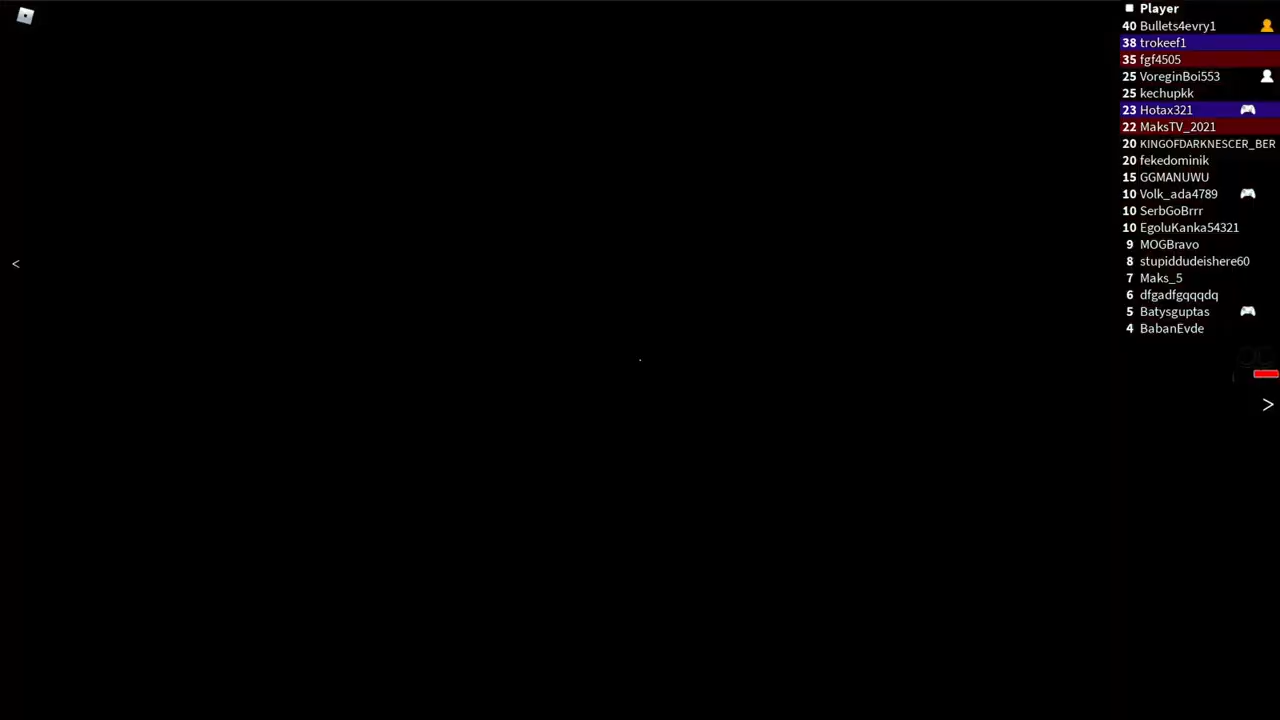 Player
40 Bullets4evry1
38 trokeef1
35 fgf4505
25 VoreginBoi553
25 kechupkk
23 Hotax321
22 MaksTV_2021
20 KINGOFDARKNESCER_BER
20 fekedominik
15 GGMANUWU
10 Volk_ada4789
10 SerbGoBrrr
10 EgoluKanka54321
9 MOGBravo
8 stupiddudeishere60
7 Maks_5
6 dfgadfgqqqdq
5 Batysguptas
4 BabanEvde
<
>